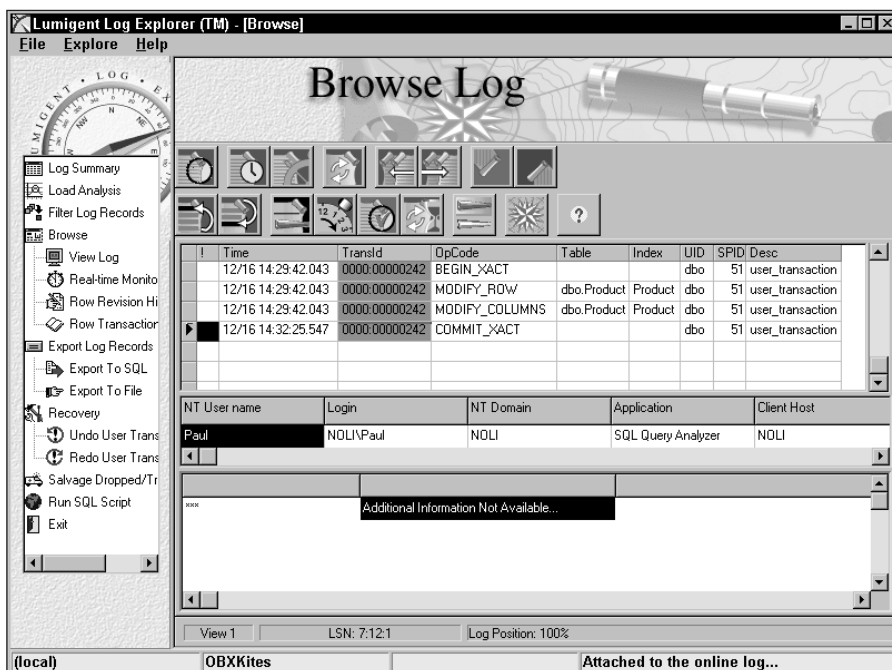 Lumigent Log Explorer (TM) - [Browse]
File Explore Help
LUMIGENT · LOG · EX
Browse Log
Log Summary
Load Analysis
Filter Log Records
Browse
View Log
Real-time Monito
Row Revision Hi
Row Transaction
Export Log Records
Export To SQL
Export To File
Recovery
Undo User Trans
Redo User Trans
Salvage Dropped/Tr
Run SQL Script
Exit
! Time TransId OpCode Table Index UID SPID Desc
12/16 14:29:42.043 0000:00000242 BEGIN_XACT dbo 51 user_transaction
12/16 14:29:42.043 0000:00000242 MODIFY_ROW dbo.Product Product dbo 51 user_transaction
12/16 14:29:42.043 0000:00000242 MODIFY_COLUMNS dbo.Product Product dbo 51 user_transaction
12/16 14:32:25.547 0000:00000242 COMMIT_XACT dbo 51 user_transaction
NT User name Login NT Domain Application Client Host
Paul NOLI\Paul NOLI SQL Query Analyzer NOLI
*** Additional Information Not Available...
View 1 LSN: 7:12:1 Log Position: 100%
(local) OBXKites Attached to the online log...